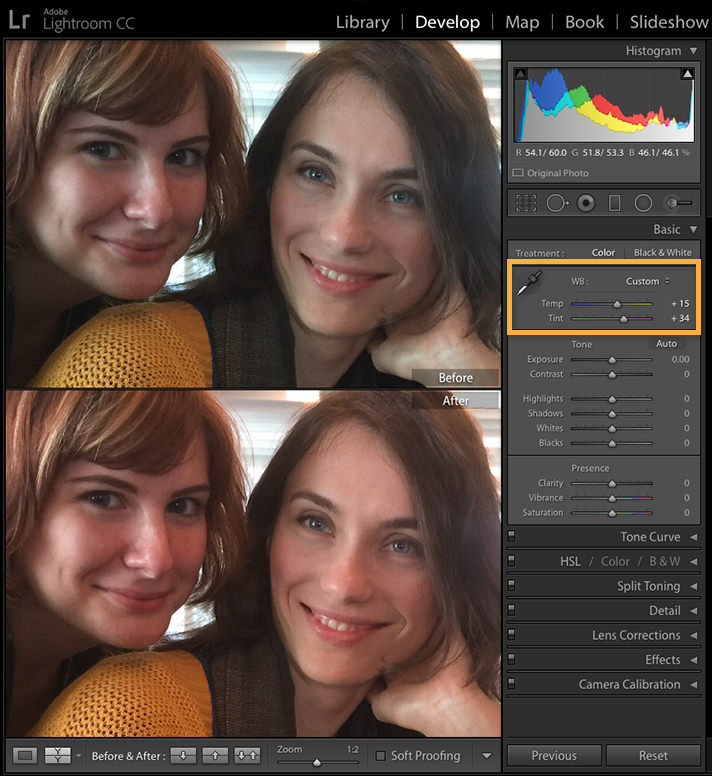 Lr Adobe
Lightroom CC
Library | Develop | Map | Book | Slideshow
Histogram
R 54.1/ 60.0 G 51.8/ 53.3 B 46.1/ 46.1 %
Original Photo
Basic
Treatment : Color | Black & White
WB : Custom
Temp + 15
Tint + 34
Tone Auto
Exposure 0.00
Contrast 0
Highlights 0
Shadows 0
Whites 0
Blacks 0
Presence
Clarity 0
Vibrance 0
Saturation 0
Before
After
Tone Curve
HSL / Color / B & W
Split Toning
Detail
Lens Corrections
Effects
Camera Calibration
Y Y Before & After : Zoom 1:2 Soft Proofing
Previous Reset